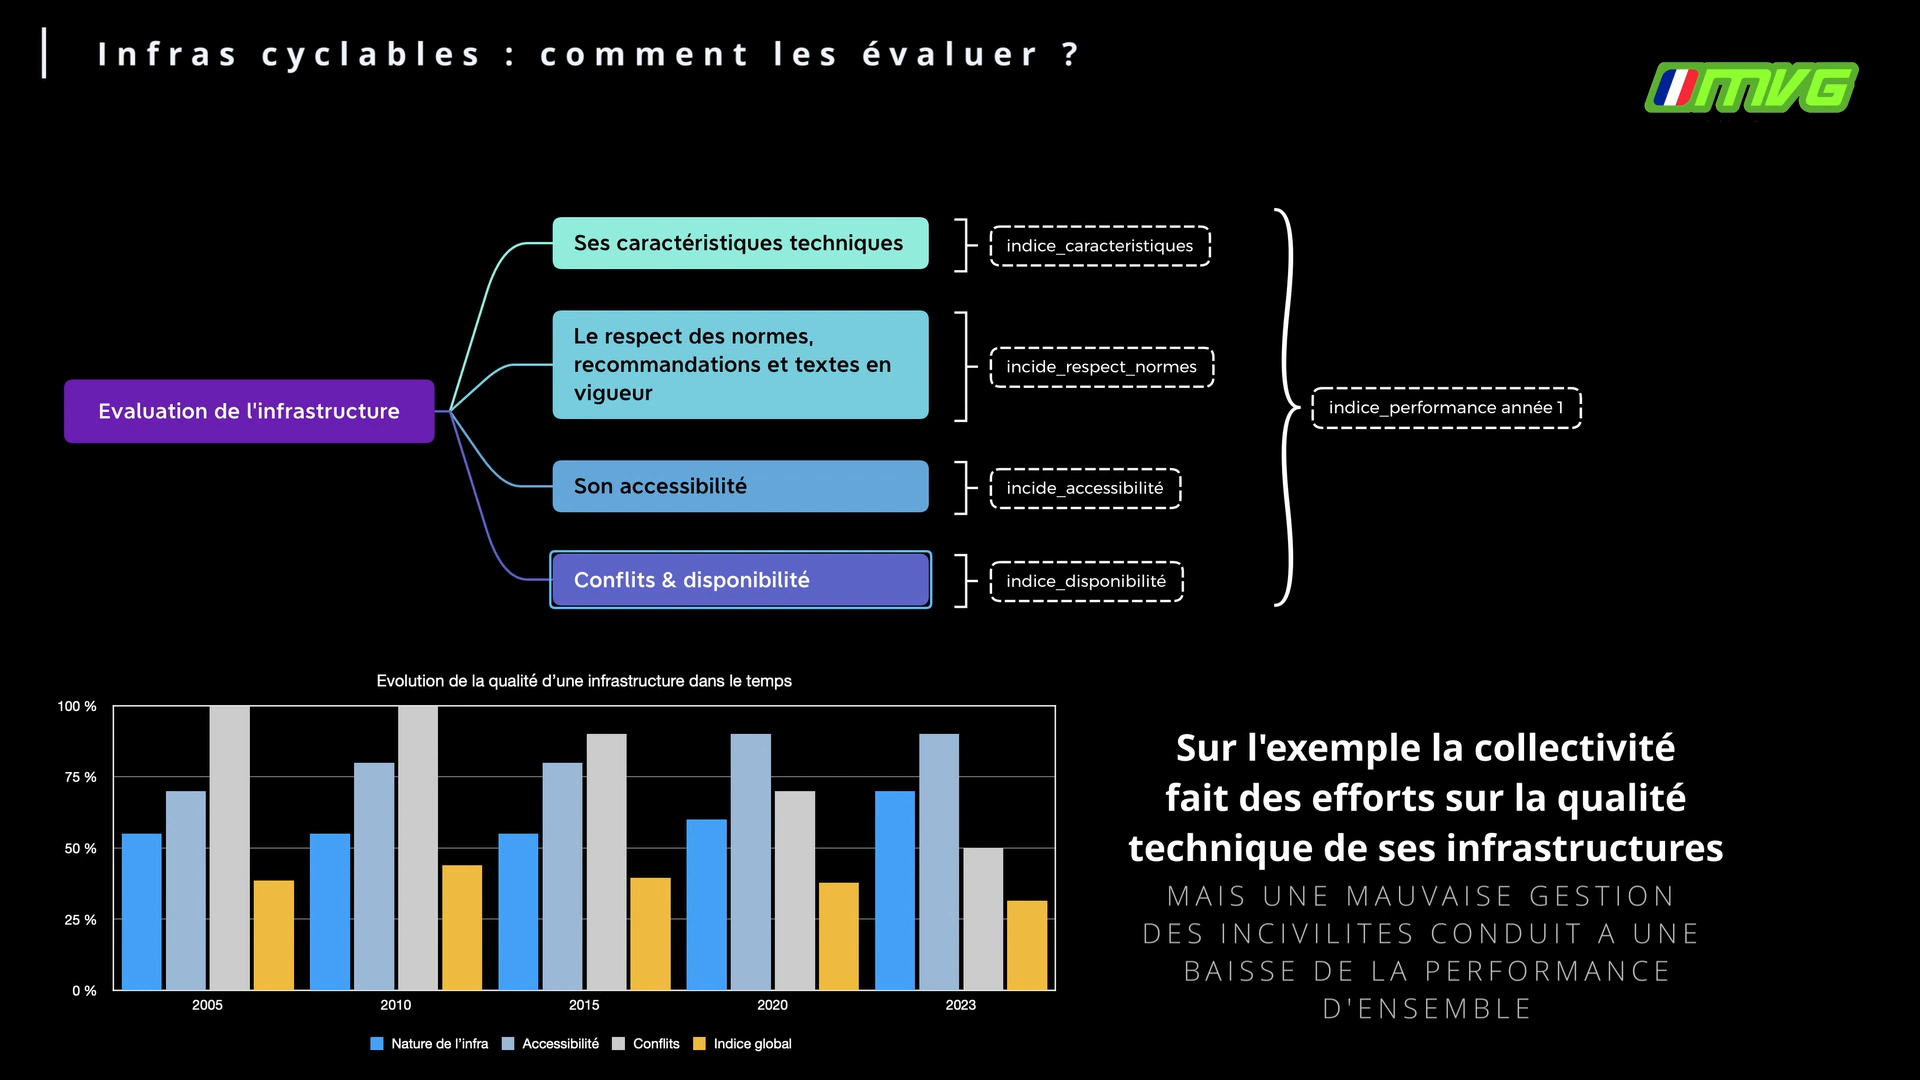 Infras cyclables : comment les évaluer ?
MVG
Ses caractéristiques techniques
indice_caracteristiques
Le respect des normes,
recommandations et textes en
vigueur
incide_respect_normes
Evaluation de l'infrastructure
indice_performance année 1
Son accessibilité
incide_accessibilité
Conflits & disponibilité
indice_disponibilité
Evolution de la qualité d’une infrastructure dans le temps
100 %
75 %
50 %
25 %
0 %
2005 2010 2015 2020 2023
Nature de l’infra Accessibilité Conflits Indice global
Sur l'exemple la collectivité
fait des efforts sur la qualité
technique de ses infrastructures
MAIS UNE MAUVAISE GESTION
DES INCIVILITES CONDUIT A UNE
BAISSE DE LA PERFORMANCE
D'ENSEMBLE